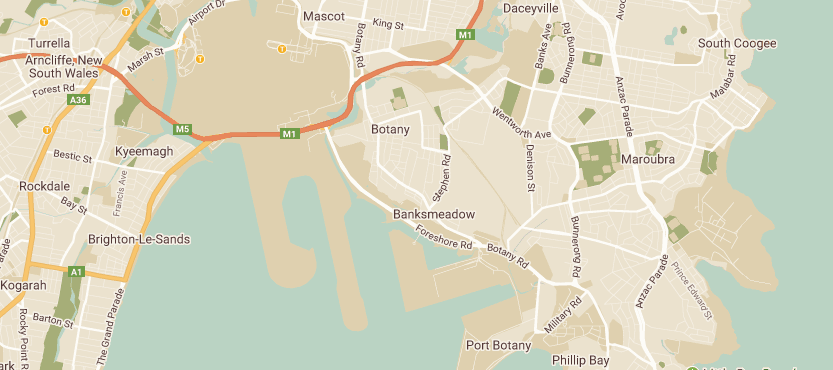 Airport Dr
Mascot
King St
Daceyville
M1
Banks Ave
Bunnerong Rd
Avoc
South Coogee
Turrella
Arncliffe, New
South Wales
Marsh St
Forest Rd
A36
Botany Rd
Anzac Parade
Malabar Rd
M5
M1
Botany
Wentworth Ave
Bestic St
Kyeemagh
Denison St
Maroubra
Stephen Rd
Francis Ave
Rockdale
Bay St
Banksmeadow
Brighton-Le-Sands
Foreshore Rd
Botany Rd
Bunnerong Rd
A1
Kogarah
Parade
Anzac Parade
Prince Edward St
The Grand Parade
Military Rd
Barton St
Rocky Point R
Port Botany
Phillip Bay
ark